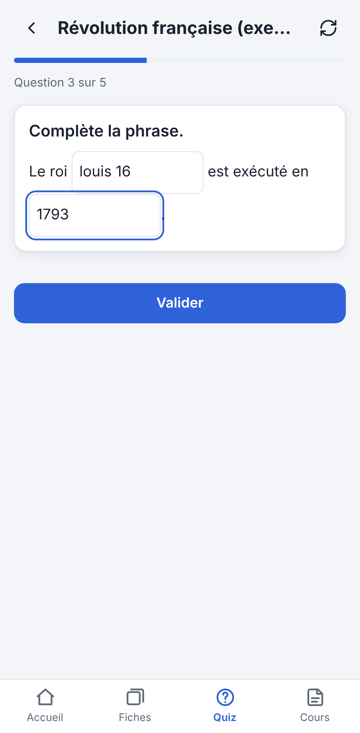 Révolution française (exe...
Question 3 sur 5
Complète la phrase.
Le roi louis 16 est exécuté en
1793.
Valider
Accueil Fiches Quiz Cours